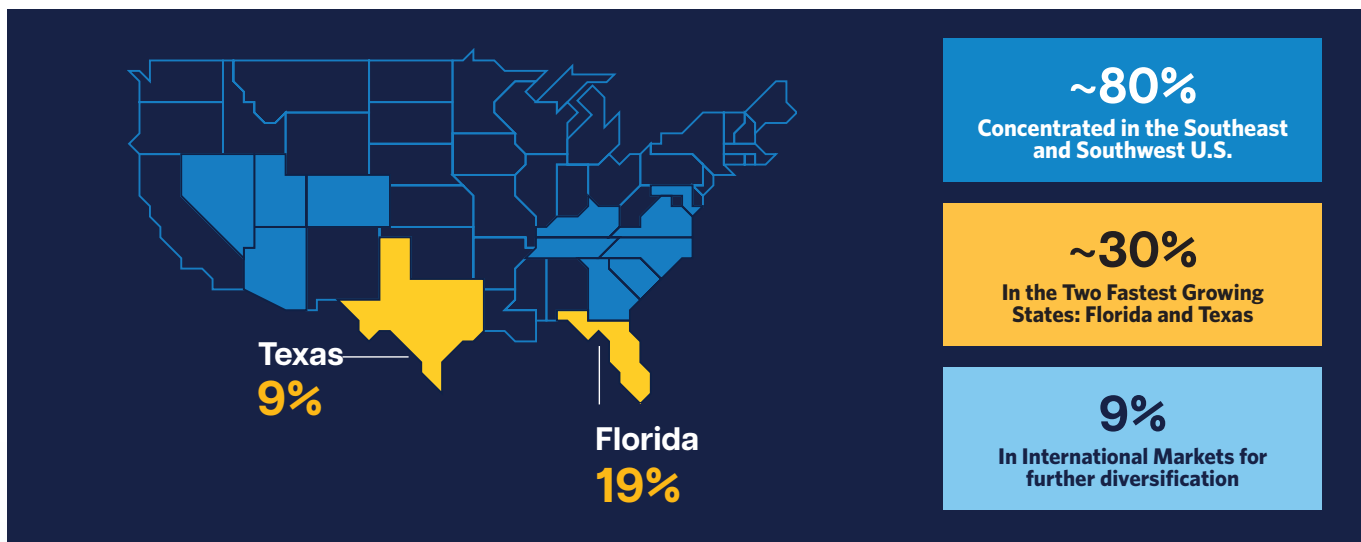 Texas
9%
Florida
19%
~80%
Concentrated in the Southeast
and Southwest U.S.
~30%
In the Two Fastest Growing
States: Florida and Texas
9%
In International Markets for
further diversification